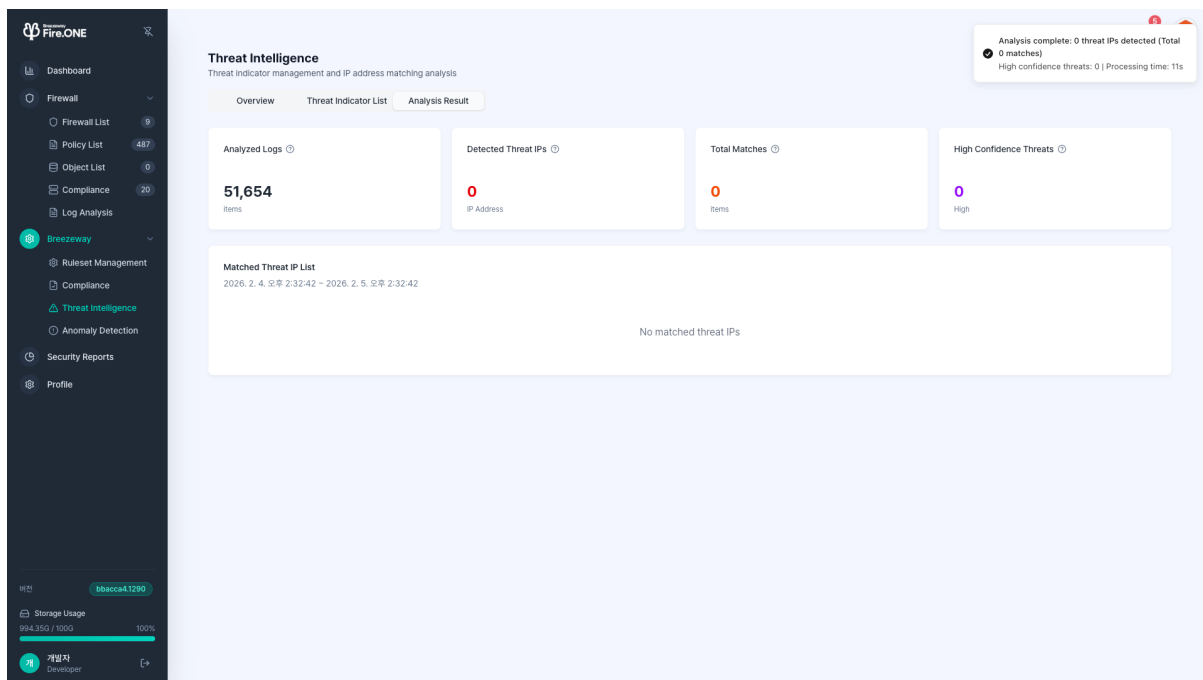 Breezeway
Fire.ONE
Dashboard
Firewall
Firewall List 9
Policy List 487
Object List 0
Compliance 20
Log Analysis
Breezeway
Ruleset Management
Compliance
Threat Intelligence
Anomaly Detection
Security Reports
Profile
버전 bbacca4.1290
Storage Usage
994.35G / 100G 100%
개 개발자
Developer
5
Analysis complete: 0 threat IPs detected (Total
0 matches)
High confidence threats: 0 | Processing time: 11s
Threat Intelligence
Threat indicator management and IP address matching analysis
Overview Threat Indicator List Analysis Result
Analyzed Logs
51,654
items
Detected Threat IPs
0
IP Address
Total Matches
0
items
High Confidence Threats
0
High
Matched Threat IP List
2026. 2. 4. 오후 2:32:42 ~ 2026. 2. 5. 오후 2:32:42
No matched threat IPs